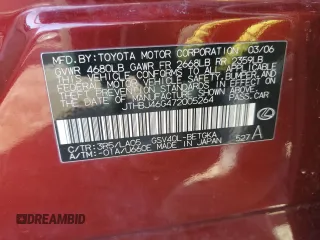 MFD.BY:TOYOTA MOTOR CORPORATION 03/06
GVWR 4680LB GAWR FR 2668LB RR 2359LB
THIS VEHICLE CONFORMS TO ALL APPLICABLE
FEDERAL MOTOR VEHICLE SAFETY, BUMPER, AND
THEFT PREVENTION STANDARDS IN EFFECT ON
THE DATE OF MANUFACTURE SHOWN ABOVE.
JTHBJ46G472005264 PASS. CAR
C/TR:3R5/LA05 GSV40L-BETGKA
A/TM:-01A/U660E MADE IN JAPAN 527 A
DREAMBID